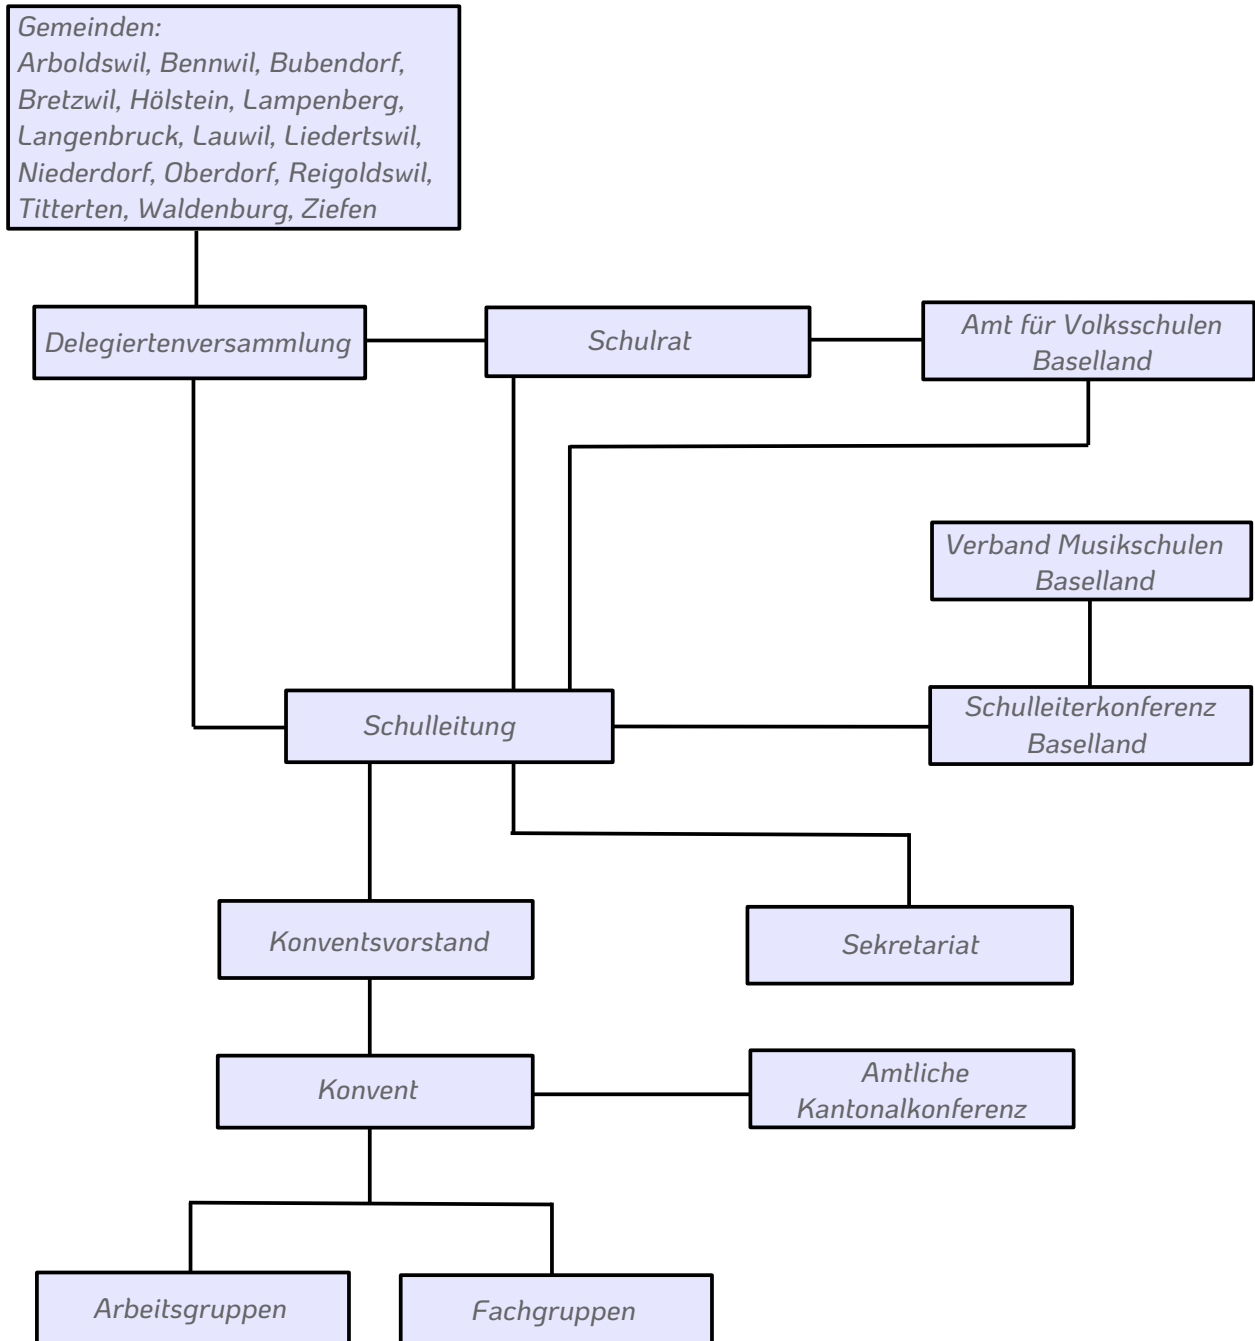 Gemeinden:
Arboldswil, Bennwil, Bubendorf,
Bretzwil, Hölstein, Lampenberg,
Langenbruck, Lauwil, Liedertswil,
Niederdorf, Oberdorf, Reigoldswil,
Titterten, Waldenburg, Ziefen
Delegiertenversammlung
Schulrat
Amt für Volksschulen
Baselland
Verband Musikschulen
Baselland
Schulleitung
Schulleiterkonferenz
Baselland
Konventsvorstand
Sekretariat
Konvent
Amtliche
Kantonalkonferenz
Arbeitsgruppen
Fachgruppen